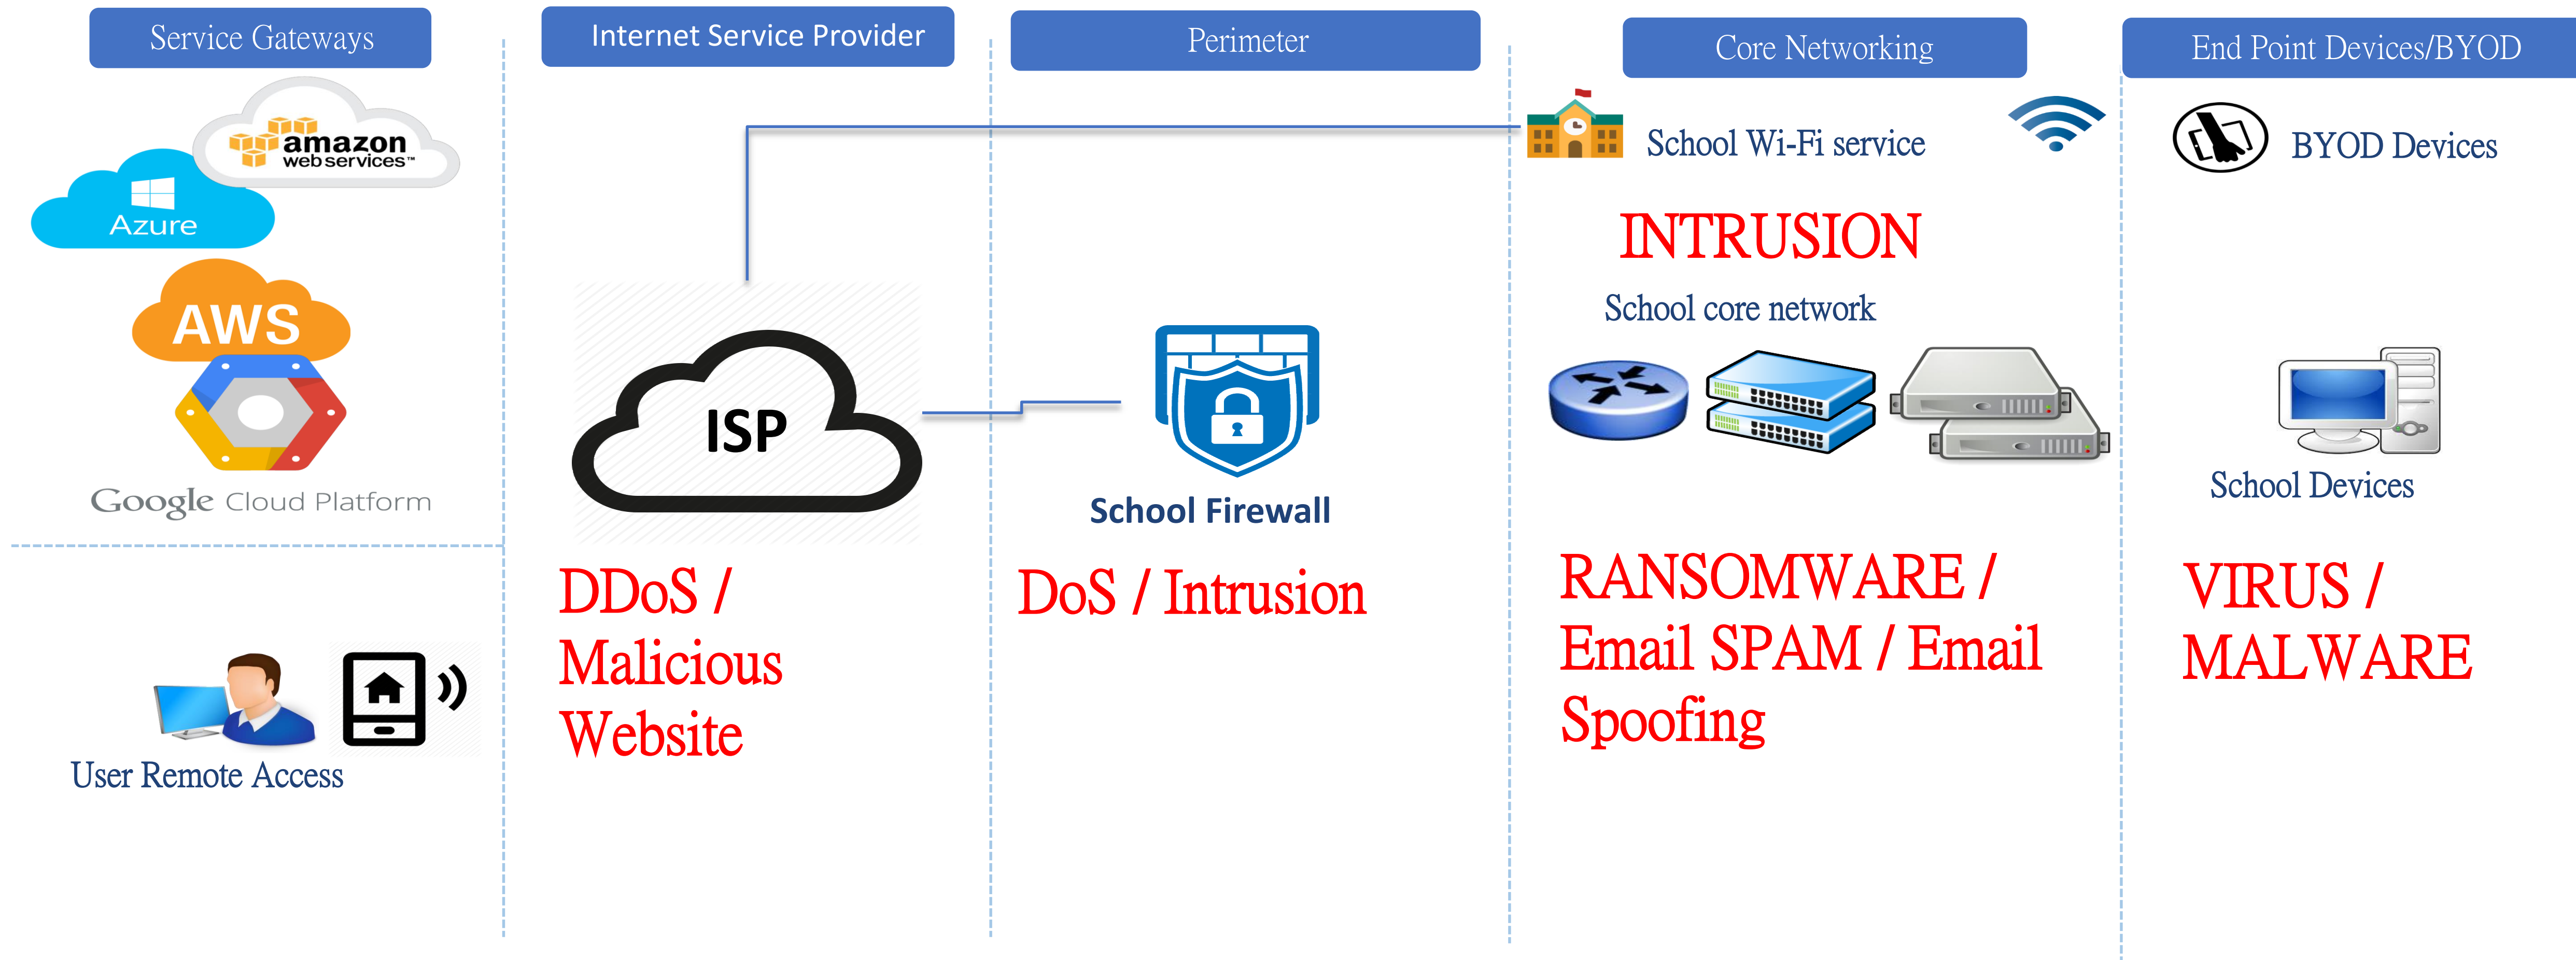 Service Gateways
Internet Service Provider
Perimeter
Core Networking
End Point Devices/BYOD
amazon
web services™
Azure
AWS
Google Cloud Platform
User Remote Access
ISP
DDoS /
Malicious
Website
School Firewall
DoS / Intrusion
School Wi-Fi service
INTRUSION
School core network
RANSOMWARE /
Email SPAM / Email
Spoofing
BYOD Devices
School Devices
VIRUS /
MALWARE